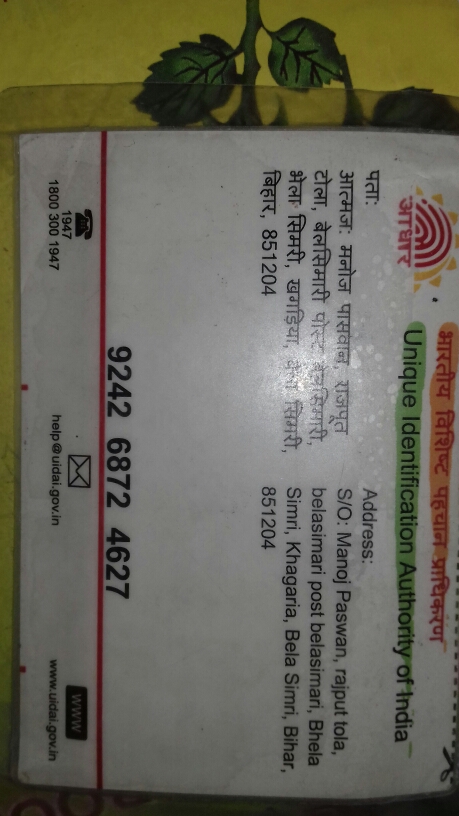 भारतीय विशिष्ट पहचान प्राधिकरण
Unique Identification Authority of India
आधार
पता:
आत्मज: मनोज पासवान, राजपूत
टोला, बेलसिमारी पोस्ट बेलसिमारी,
भेला सिमरी, खगड़िया, बेला सिमरी,
बिहार, 851204
Address:
S/O: Manoj Paswan, rajput tola,
belasimari post belasimari, Bhela
Simri, Khagaria, Bela Simri, Bihar,
851204
9242 6872 4627
1947
1800 300 1947
help@uidai.gov.in
www
www.uidai.gov.in